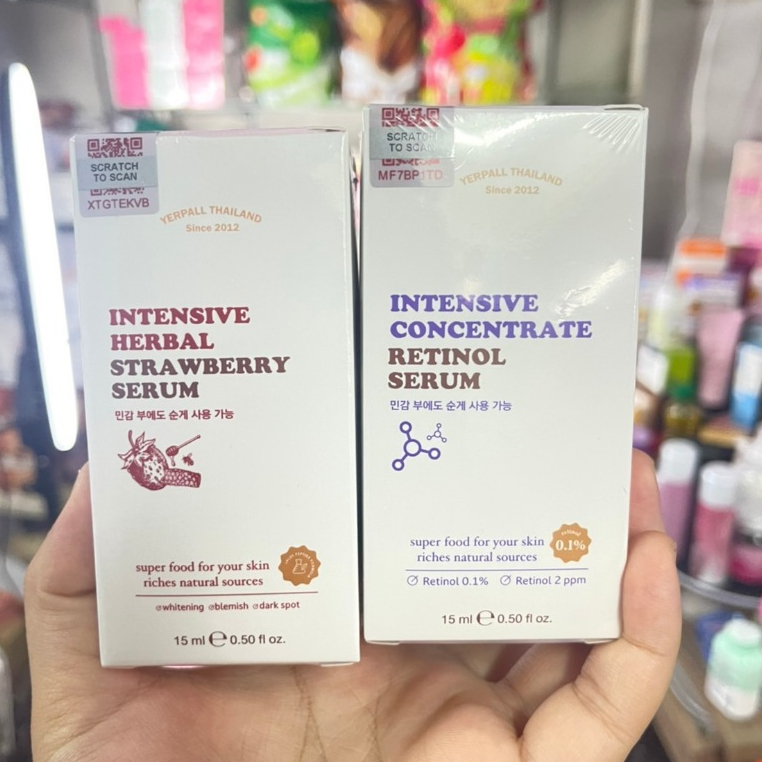 SCRATCH
TO SCAN
XTGTEKVB
YERPALL THAILAND
Since 2012
INTENSIVE
HERBAL
STRAWBERRY
SERUM
민감 부에도 순게 사용 가능
super food for your skin
riches natural sources
whitening blemish dark spot
15 ml ℮ 0.50 fl oz.
SCRATCH
TO SCAN
YERPALL THAILAND
Since 2012
INTENSIVE
CONCENTRATE
RETINOL
SERUM
민감 부에도 순게 사용 가능
super food for your skin
riches natural sources
retinol
0.1%
Retinol 0.1% Retinol 2 ppm
15 ml ℮ 0.50 fl oz.